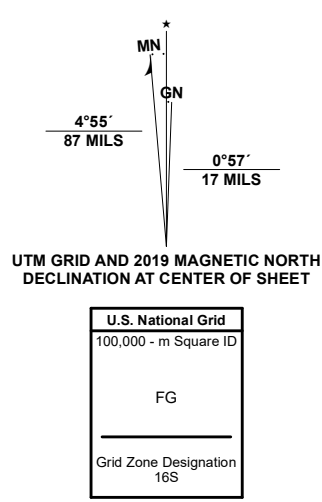 ★
MN
GN
4°55´
87 MILS
0°57´
17 MILS
UTM GRID AND 2019 MAGNETIC NORTH
DECLINATION AT CENTER OF SHEET
U.S. National Grid
100,000 - m Square ID
FG
Grid Zone Designation
16S